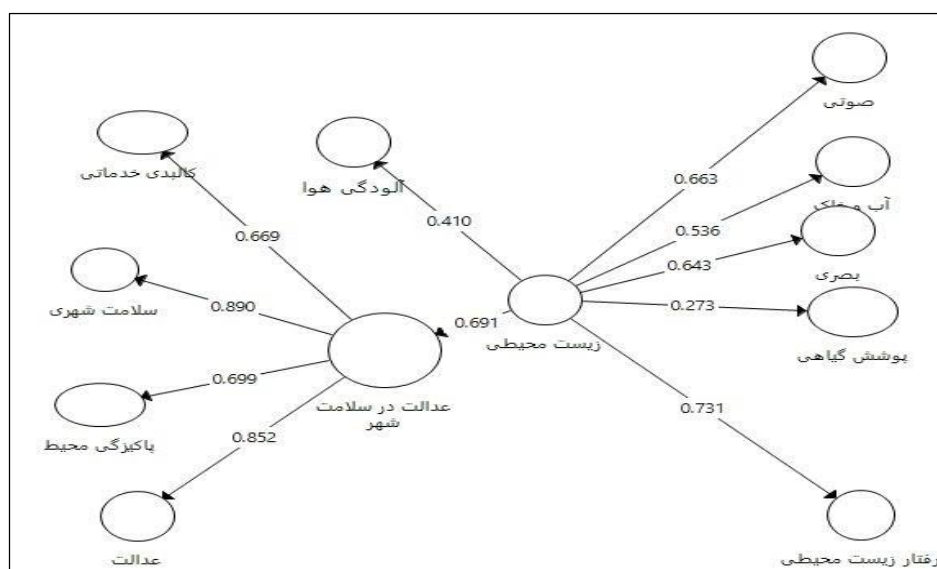 صوتی
کالبدی خدماتی
آلودگی هوا
0.663
آب و خاک
0.410
0.536
0.669
0.643
بصری
سلامت شهری
0.890
0.273
0.691
زیست محیطی
پوشش گیاهی
0.699
عدالت در سلامت
شهر
0.731
پاکیزگی محیط
0.852
عدالت
رفتار زیست محیطی